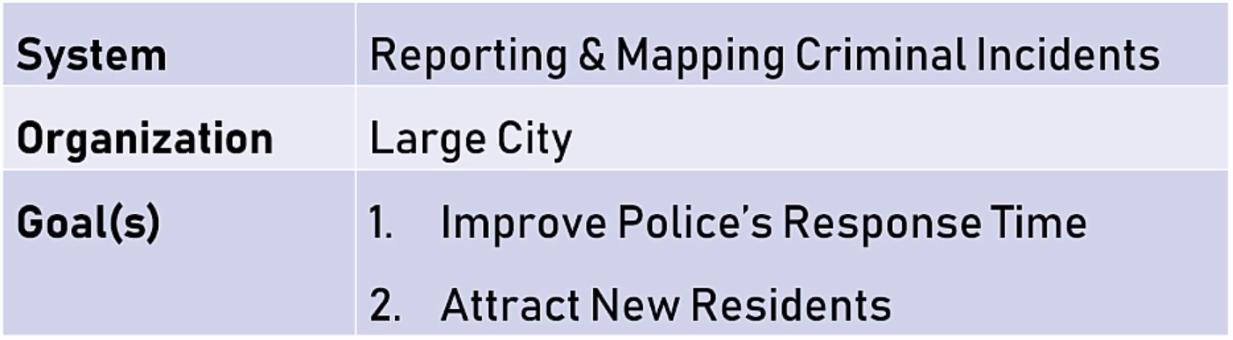 System Reporting & Mapping Criminal Incidents
Organization Large City
Goal(s) 1. Improve Police's Response Time
2. Attract New Residents